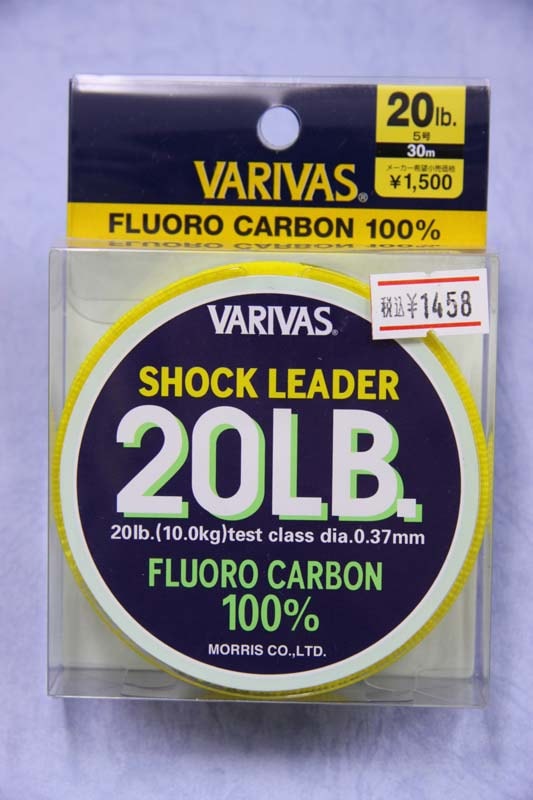 20lb.
5号
30m
メーカー希望小売価格
¥1,500
VARIVAS®
FLUORO CARBON 100%
税込¥1458
VARIVAS®
SHOCK LEADER
20LB.
20lb.(10.0kg)test class dia.0.37mm
FLUORO CARBON
100%
MORRIS CO.,LTD.